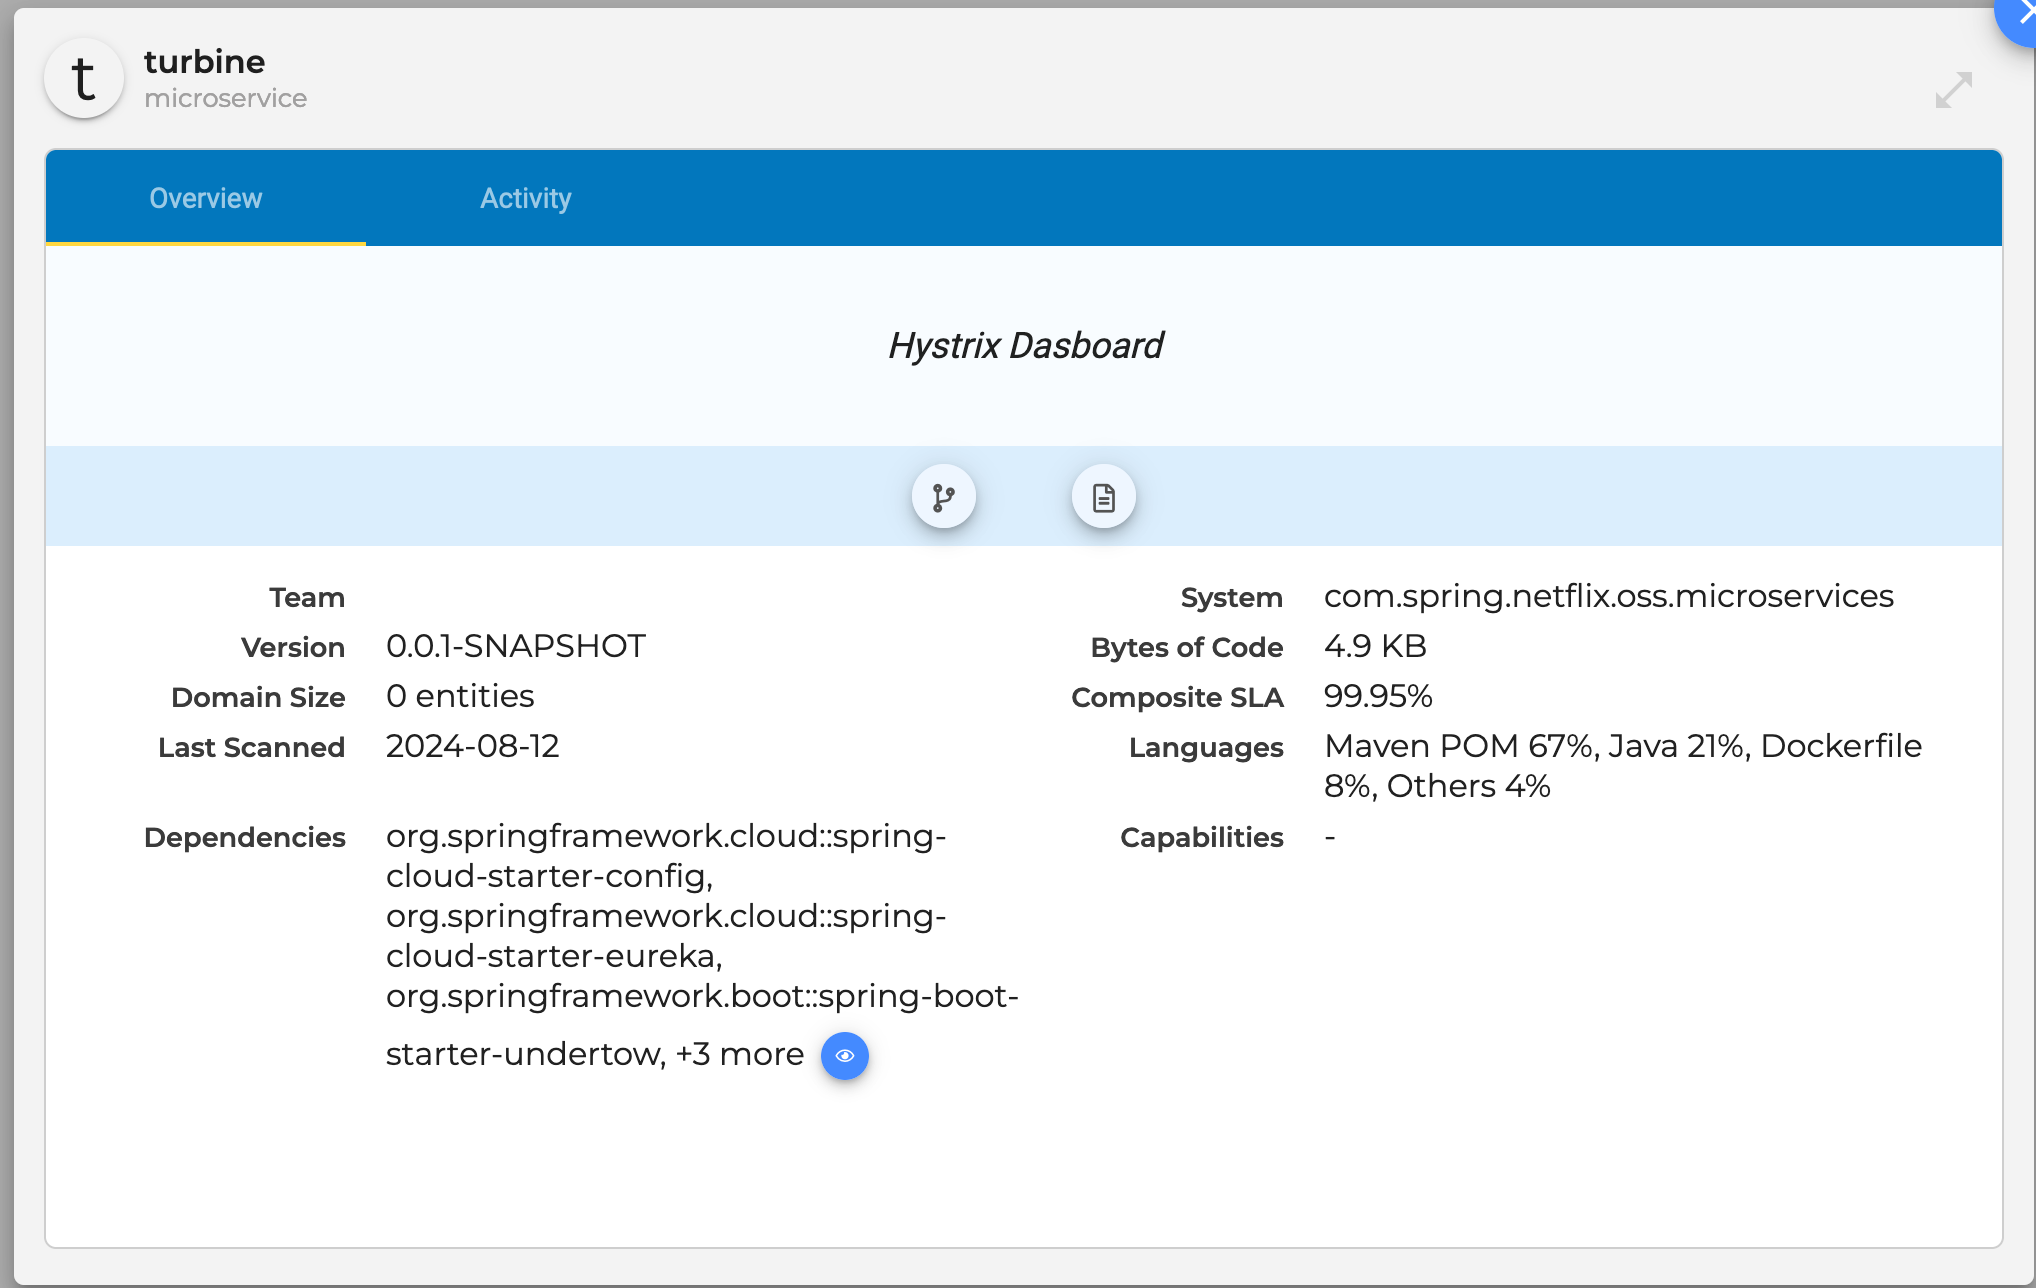 t
turbine
microservice
Overview
Activity
Hystrix Dasboard
Team
System com.spring.netflix.oss.microservices
Version 0.0.1-SNAPSHOT
Bytes of Code 4.9 KB
Domain Size 0 entities
Composite SLA 99.95%
Last Scanned 2024-08-12
Languages Maven POM 67%, Java 21%, Dockerfile
8%, Others 4%
Dependencies org.springframework.cloud::spring-
cloud-starter-config,
org.springframework.cloud::spring-
cloud-starter-eureka,
org.springframework.boot::spring-boot-
starter-undertow, +3 more
Capabilities -